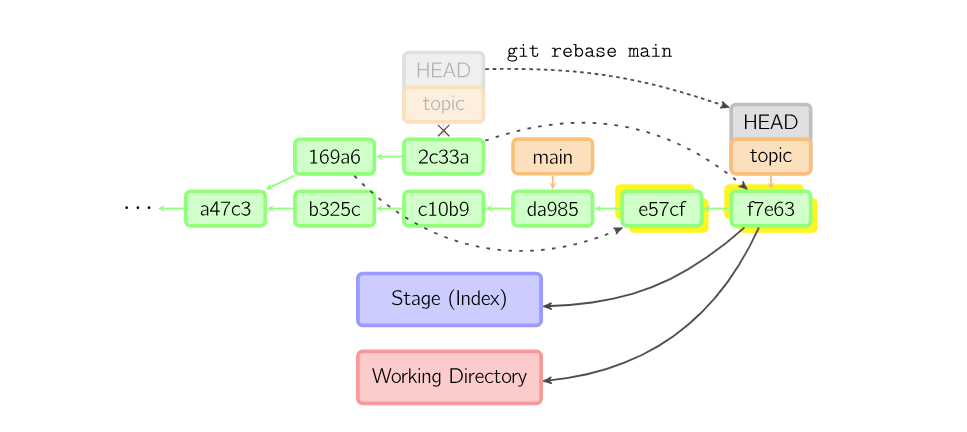 git rebase main
HEAD
topic
HEAD
topic
169a6
2c33a
main
... a47c3
b325c
c10b9
da985
e57cf
f7e63
Stage (Index)
Working Directory